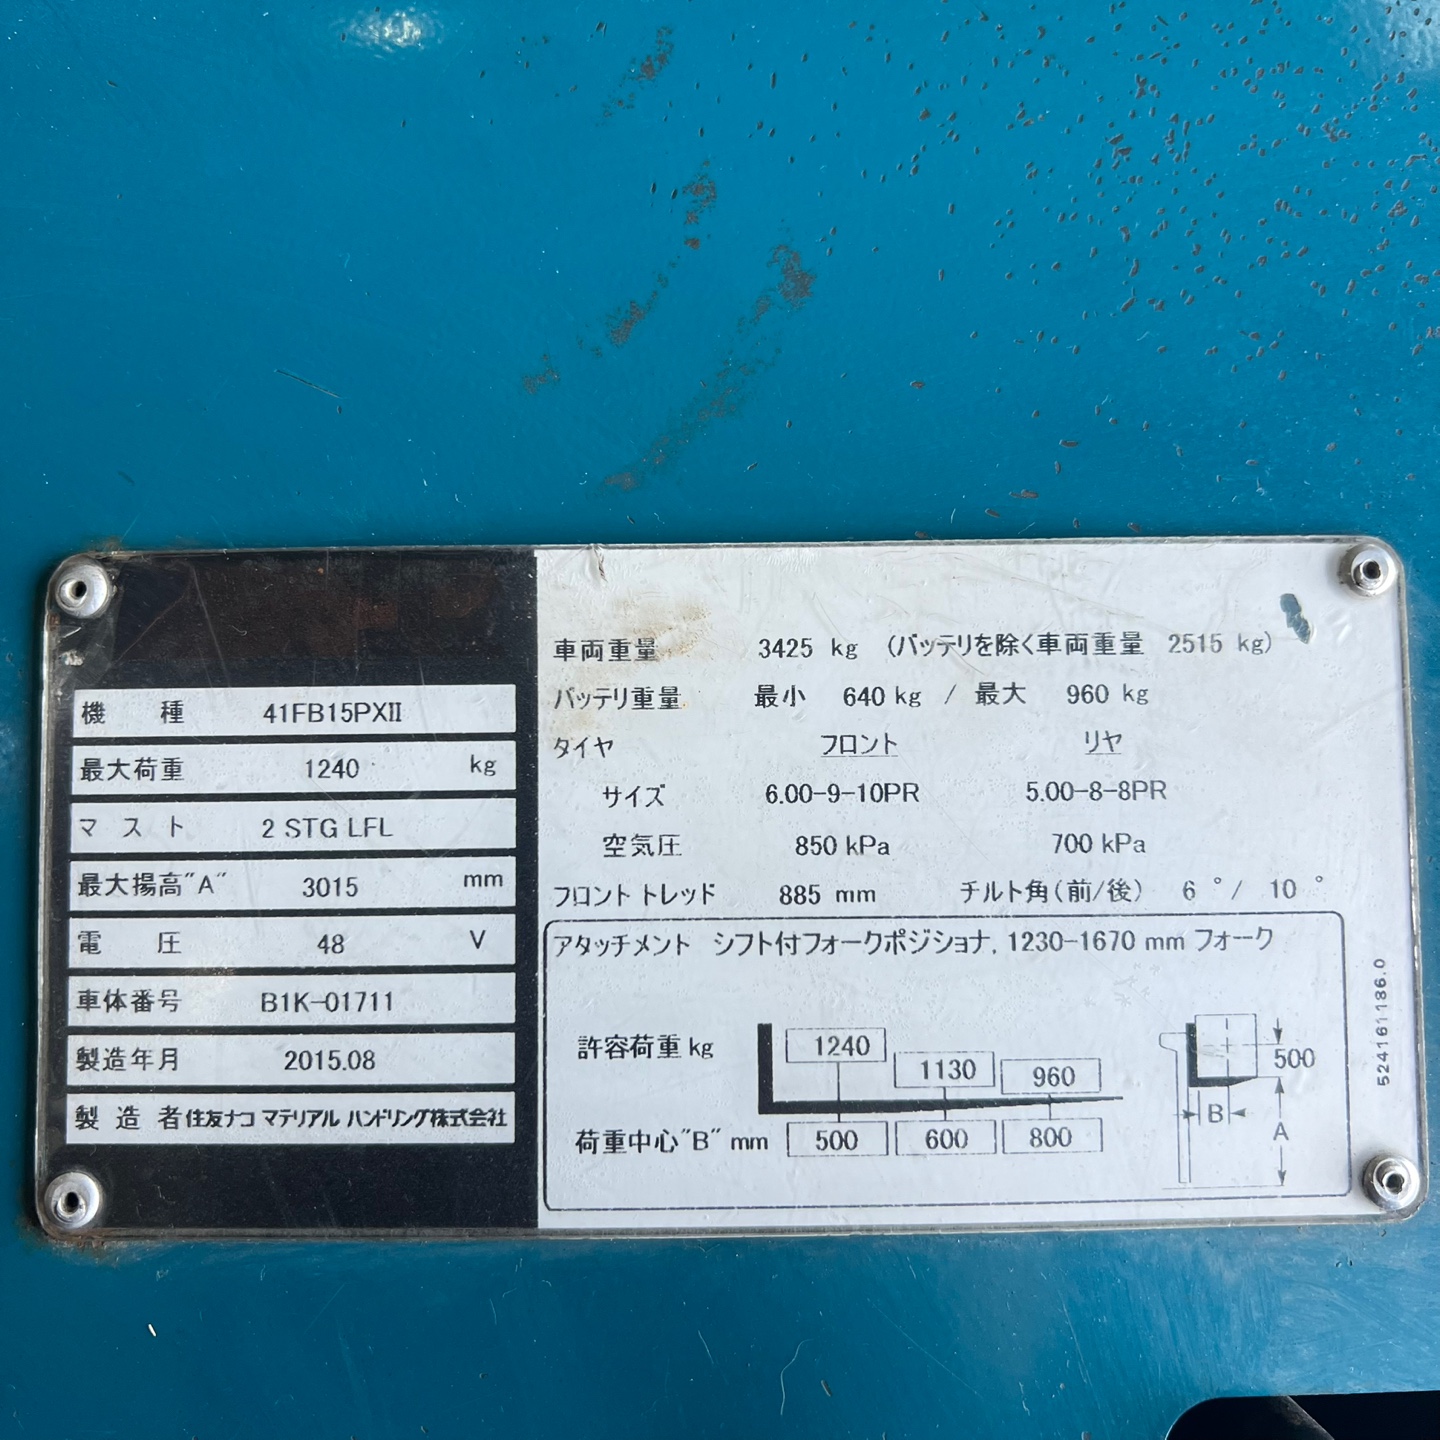 機 種 41FB15PXII
最大荷重 1240 kg
マスト 2 STG LFL
最大揚高"A" 3015 mm
電 圧 48 V
車体番号 B1K-01711
製造年月 2015.08
製造者 住友ナコ マテリアル ハンドリング株式会社
車両重量 3425 kg (バッテリを除く車両重量 2515 kg)
バッテリ重量 最小 640 kg / 最大 960 kg
タイヤ フロント リヤ
サイズ 6.00-9-10PR 5.00-8-8PR
空気圧 850 kPa 700 kPa
フロント トレッド 885 mm チルト角(前/後) 6 ° / 10 °
アタッチメント シフト付フォークポジショナ, 1230-1670 mm フォーク
許容荷重 kg 1240 1130 960
荷重中心"B" mm 500 600 800
500
B
A
524161186.0